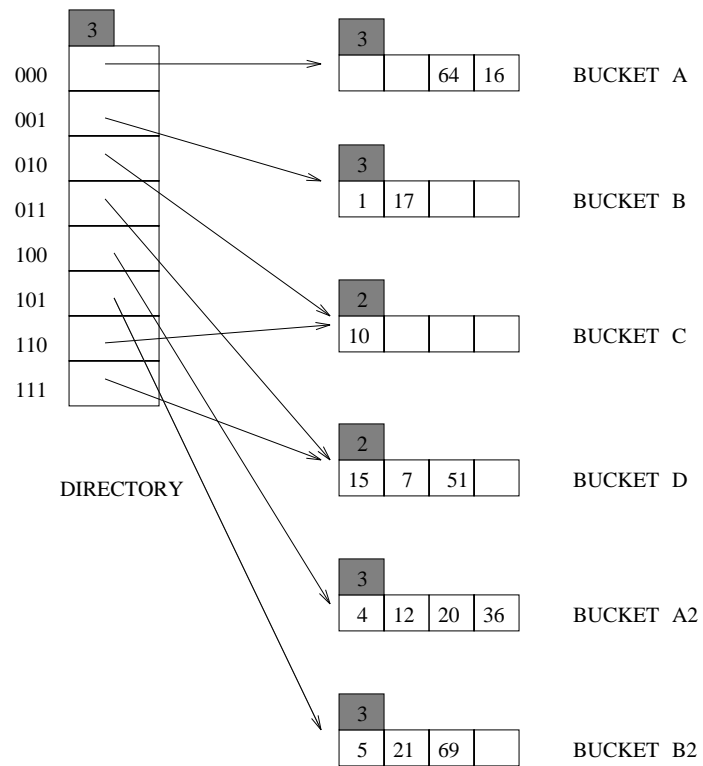 3
000
001
010
011
100
101
110
111
DIRECTORY
3
64 16
BUCKET A
3
1 17
BUCKET B
2
10
BUCKET C
2
15 7 51
BUCKET D
3
4 12 20 36
BUCKET A2
3
5 21 69
BUCKET B2